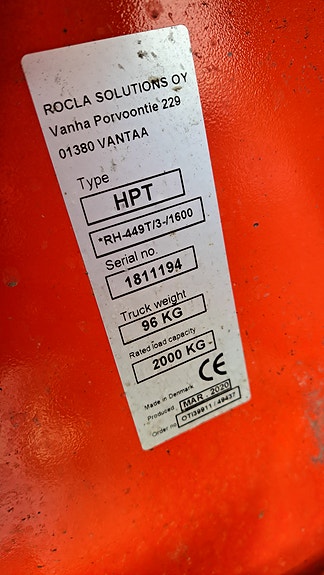 ROCLA SOLUTIONS OY
Vanha Porvoontie 229
01380 VANTAA
Type
HPT
*RH-449T/3-/1600
Serial no.
1811194
Truck weight
96 KG
Rated load capacity
2000 KG
CE
Made in Denmark
Produced MAR . 2020
Order no OTI39911 / 49437